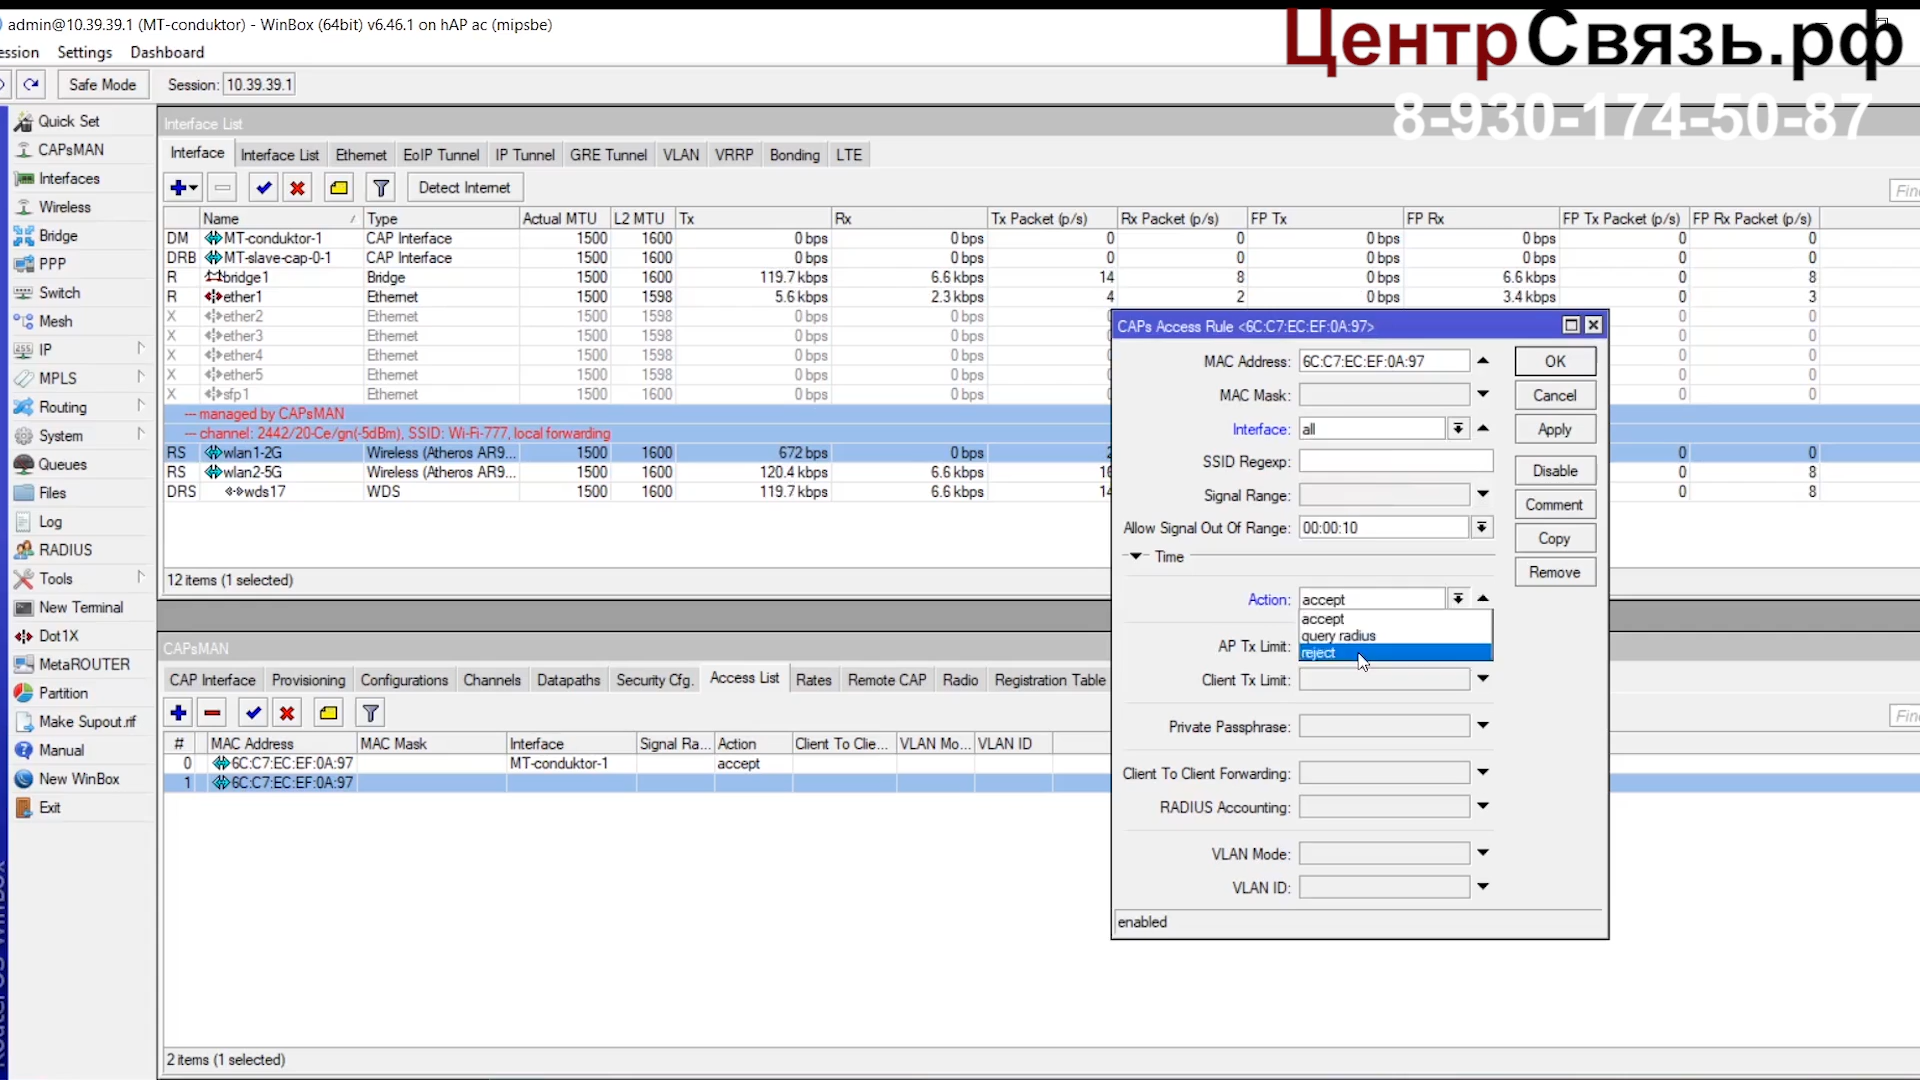 admin@10.39.39.1 (MT-conduktor) - WinBox (64bit) v6.46.1 on hAP ac (mipsbe)
ЦентрСвязь.рф
8-930-174-50-87
ession Settings Dashboard
Safe Mode Session: 10.39.39.1
Quick Set
CAPsMAN
Interfaces
Wireless
Bridge
PPP
Switch
Mesh
IP
MPLS
Routing
System
Queues
Files
Log
RADIUS
Tools
New Terminal
Dot1X
MetaROUTER
Partition
Make Supout.rif
Manual
New WinBox
Exit
Interface List
Interface Interface List Ethernet EoIP Tunnel IP Tunnel GRE Tunnel VLAN VRRP Bonding LTE
Detect Internet Fin
Name Type Actual MTU L2 MTU Tx Rx Tx Packet (p/s) Rx Packet (p/s) FP Tx FP Rx FP Tx Packet (p/s) FP Rx Packet (p/s)
DM MT-conduktor-1 CAP Interface 1500 1600 0 bps 0 bps 0 0 0 bps 0 bps 0 0
DRB MT-slave-cap-0-1 CAP Interface 1500 1600 0 bps 0 bps 0 0 0 bps 0 bps 0 0
R bridge1 Bridge 1500 1600 119.7 kbps 6.6 kbps 14 8 0 bps 6.6 kbps 0 8
R ether1 Ethernet 1500 1598 5.6 kbps 2.3 kbps 4 2 0 bps 3.4 kbps 0 3
X ether2 Ethernet 1500 1598 0 bps 0 bps 0 0
X ether3 Ethernet 1500 1598 0 bps 0 bps 0 0
X ether4 Ethernet 1500 1598 0 bps 0 bps 0 0
X ether5 Ethernet 1500 1598 0 bps 0 bps 0 0
X sfp1 Ethernet 1500 1598 0 bps 0 bps 0 0
--- managed by CAPsMAN
--- channel: 2442/20-Ce/gn(-5dBm), SSID: Wi-Fi-777, local forwarding
RS wlan1-2G Wireless (Atheros AR9... 1500 1600 672 bps 0 bps 0 0
RS wlan2-5G Wireless (Atheros AR9... 1500 1600 120.4 kbps 6.6 kbps 0 8
DRS wds17 WDS 1500 1600 119.7 kbps 6.6 kbps 0 8
12 items (1 selected)
CAPs Access Rule <6C:C7:EC:EF:0A:97>
MAC Address: 6C:C7:EC:EF:0A:97 OK
MAC Mask: Cancel
Interface: all Apply
SSID Regexp: Disable
Signal Range: Comment
Allow Signal Out Of Range: 00:00:10 Copy
Time Remove
Action: accept
accept
query radius
reject
AP Tx Limit:
Client Tx Limit:
Private Passphrase:
Client To Client Forwarding:
RADIUS Accounting:
VLAN Mode:
VLAN ID:
enabled
CAPsMAN
CAP Interface Provisioning Configurations Channels Datapaths Security Cfg. Access List Rates Remote CAP Radio Registration Table
Fin
# MAC Address MAC Mask Interface Signal Ra... Action Client To Clie... VLAN Mo... VLAN ID
0 6C:C7:EC:EF:0A:97 MT-conduktor-1 accept
1 6C:C7:EC:EF:0A:97
2 items (1 selected)